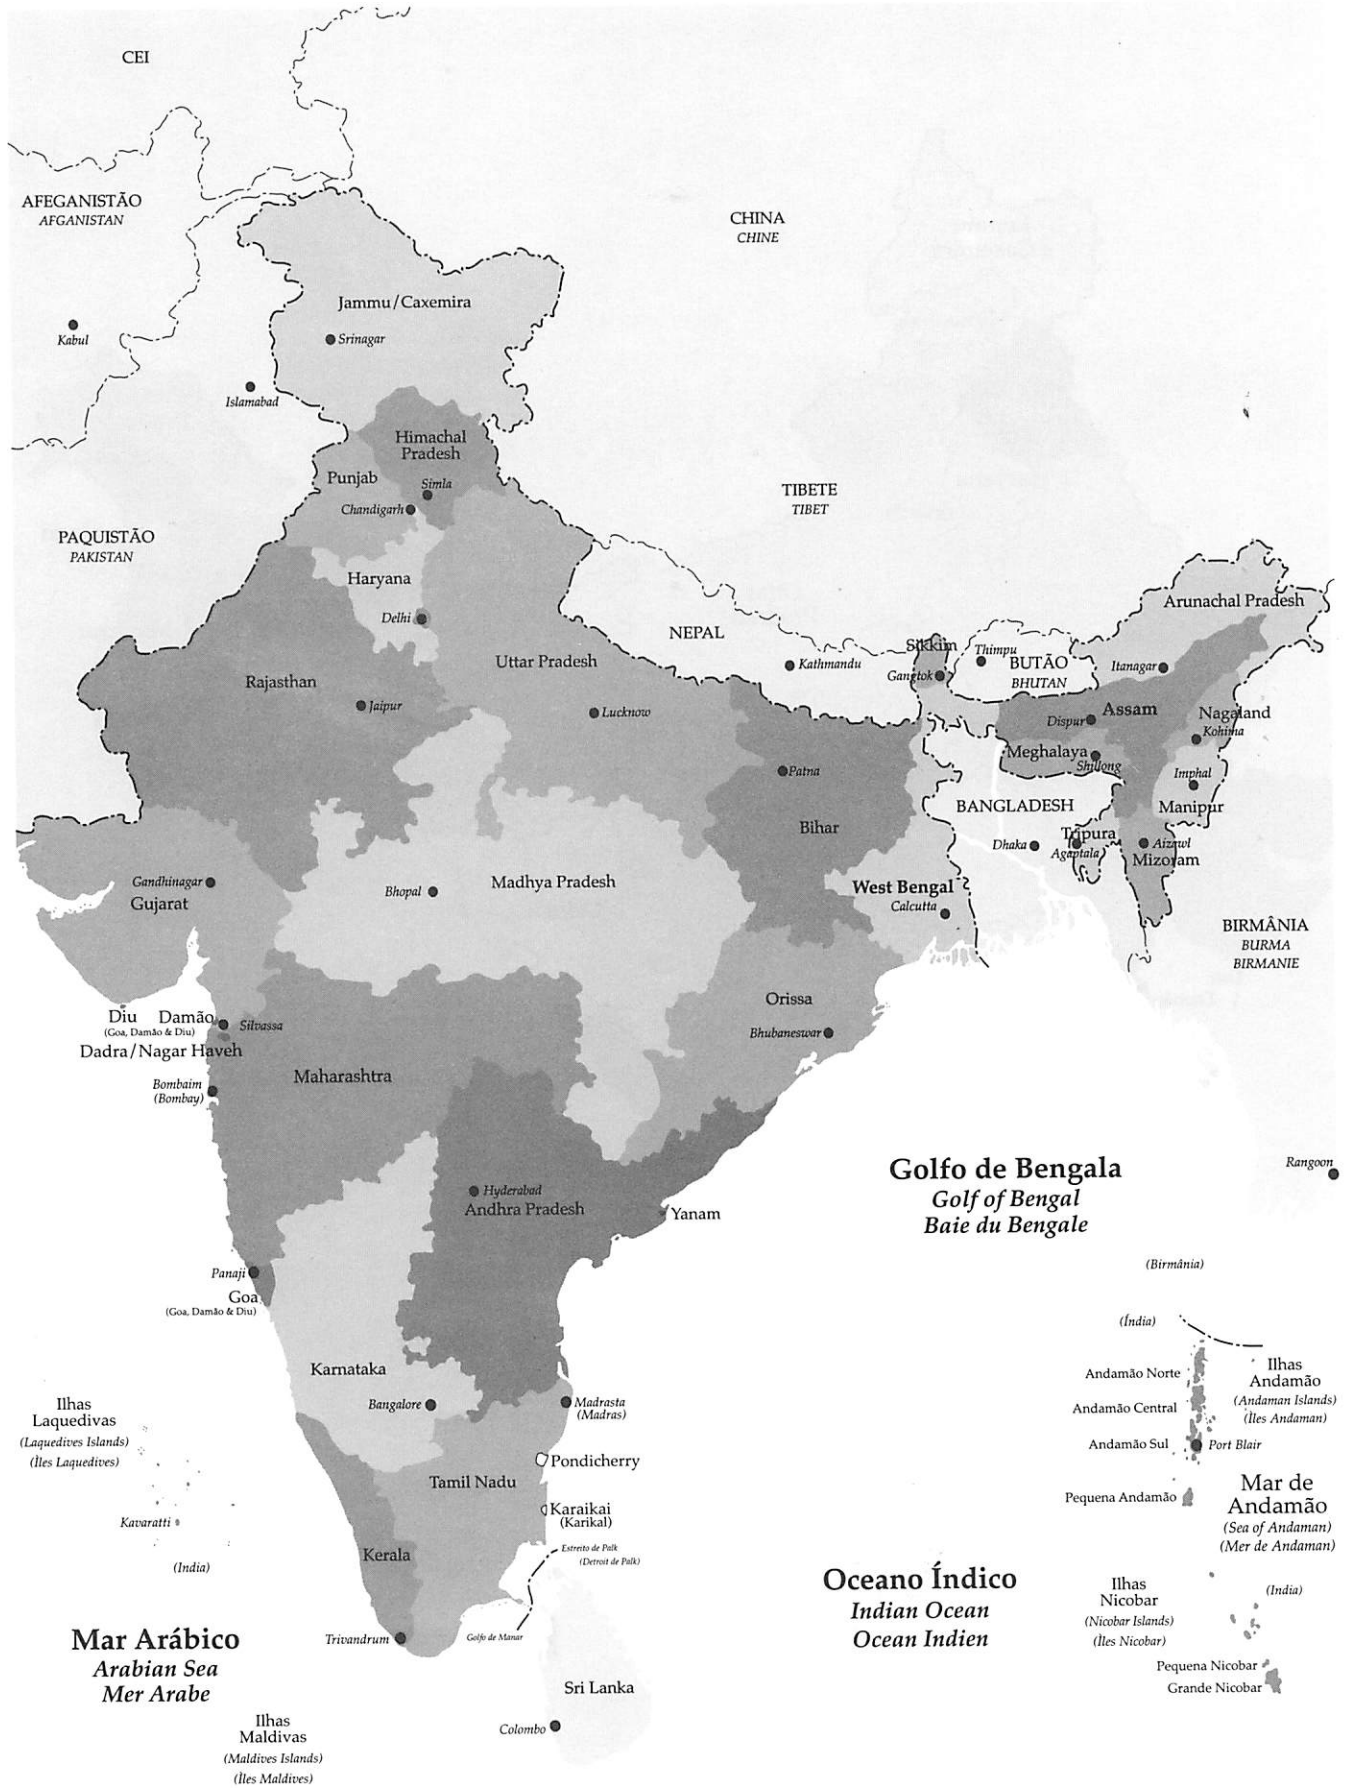 CEI
AFEGANISTÃO
AFGANISTAN
CHINA
CHINE
Jammu/Caxemira
Srinagar
Kabul
Islamabad
Himachal
Pradesh
Punjab
Simla
Chandigarh
TIBETE
TIBET
PAQUISTÃO
PAKISTAN
Haryana
Delhi
Arunachal Pradesh
NEPAL
Sikkim
Thimpu
BUTÃO
BHUTAN
Kathmandu
Gangtok
Itanagar
Uttar Pradesh
Rajasthan
Jaipur
Lucknow
Assam
Dispur
Nagaland
Kohima
Meghalaya
Shillong
Patna
Imphal
Manipur
BANGLADESH
Bihar
Tripura
Dhaka
Agartala
Aizawl
Mizoram
Gandhinagar
Gujarat
Bhopal
Madhya Pradesh
West Bengal
Calcutta
BIRMÂNIA
BURMA
BIRMANIE
Orissa
Bhubaneswar
Diu
Damão
(Goa, Damão & Diu)
Silvassa
Dadra/Nagar Haveh
Bombaim
(Bombay)
Maharashtra
Golfo de Bengala
Golf of Bengal
Baie du Bengale
Rangoon
Hyderabad
Andhra Pradesh
Yanam
Panaji
Goa
(Goa, Damão & Diu)
(Birmânia)
(Índia)
Karnataka
Andamão Norte
Ilhas
Andamão
(Andaman Islands)
(Îles Andaman)
Andamão Central
Andamão Sul
Port Blair
Bangalore
Madrasta
(Madras)
Ilhas
Laquedivas
(Laquedives Islands)
(Îles Laquedives)
Pondicherry
Tamil Nadu
Pequena Andamão
Mar de
Andamão
(Sea of Andaman)
(Mer de Andaman)
Karaikai
(Karikal)
Kavaratti
(India)
Kerala
Estreito de Palk
(Detroit de Palk)
Oceano Índico
Indian Ocean
Ocean Indien
Ilhas
Nicobar
(Nicobar Islands)
(Îles Nicobar)
(India)
Mar Arábico
Arabian Sea
Mer Arabe
Trivandrum
Golfo de Manar
Pequena Nicobar
Grande Nicobar
Sri Lanka
Colombo
Ilhas
Maldivas
(Maldives Islands)
(Îles Maldives)